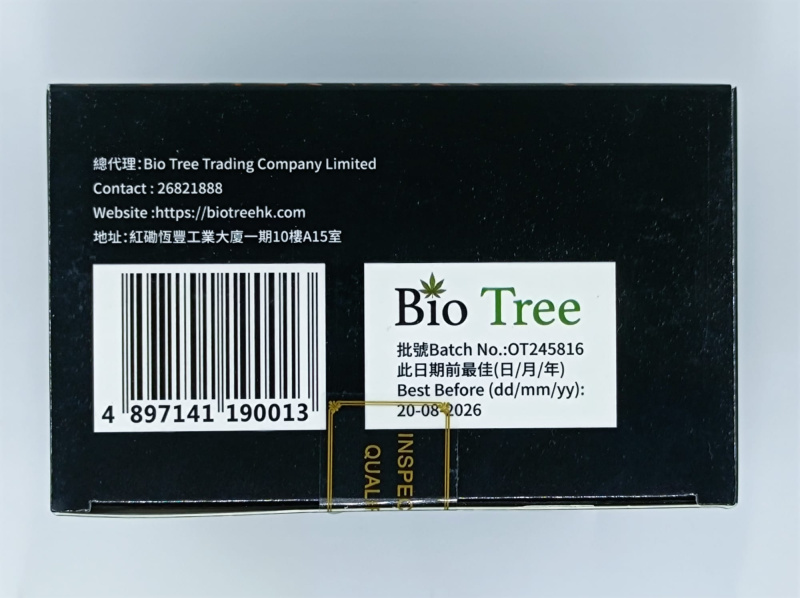 總代理：Bio Tree Trading Company Limited
Contact : 26821888
Website :https://biotreehk.com
地址：紅磡恆豐工業大廈一期10樓A15室
4 897141 190013
Bio Tree
批號Batch No.:OT245816
此日期前最佳(日/月/年)
Best Before (dd/mm/yy):
20-08-2026